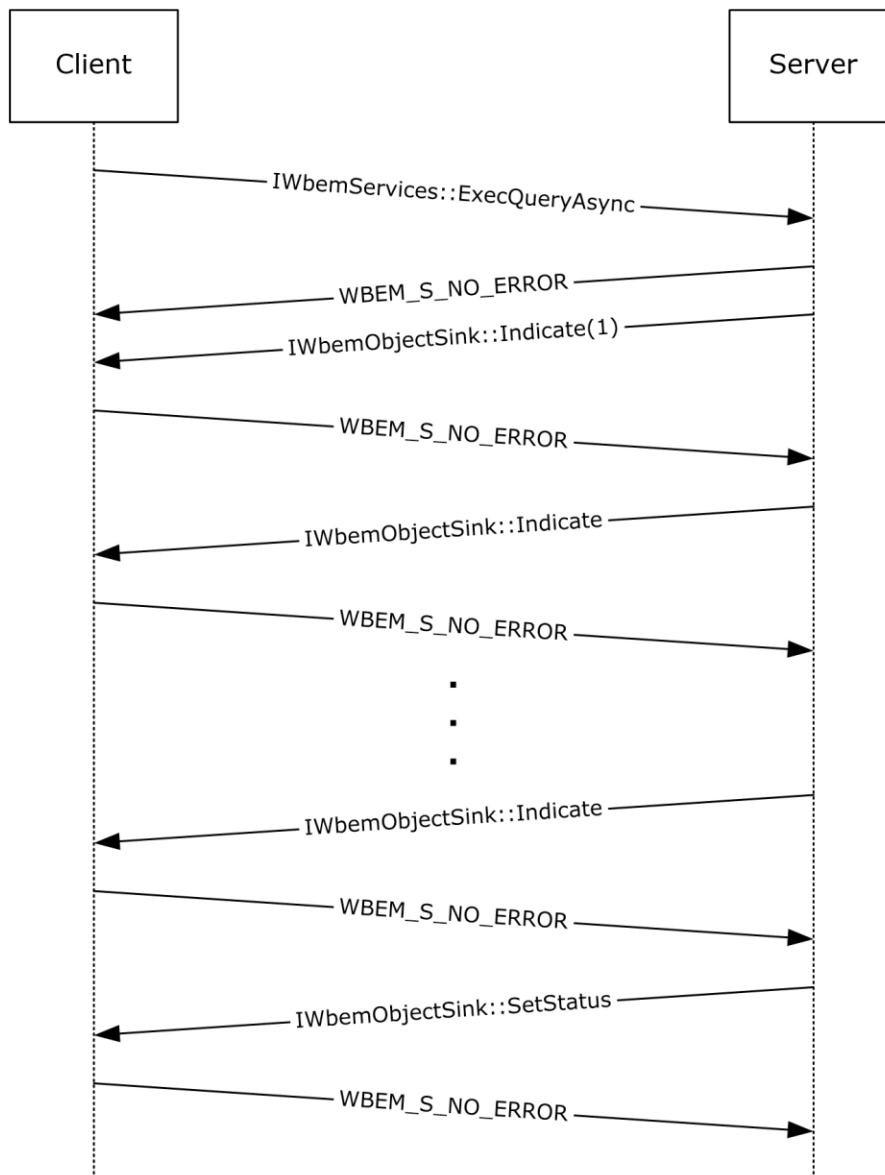 Client
Server
IWbemServices::ExecQueryAsync
WBEM_S_NO_ERROR
IWbemObjectSink::Indicate(1)
WBEM_S_NO_ERROR
IWbemObjectSink::Indicate
WBEM_S_NO_ERROR
.
.
.
IWbemObjectSink::Indicate
WBEM_S_NO_ERROR
IWbemObjectSink::SetStatus
WBEM_S_NO_ERROR